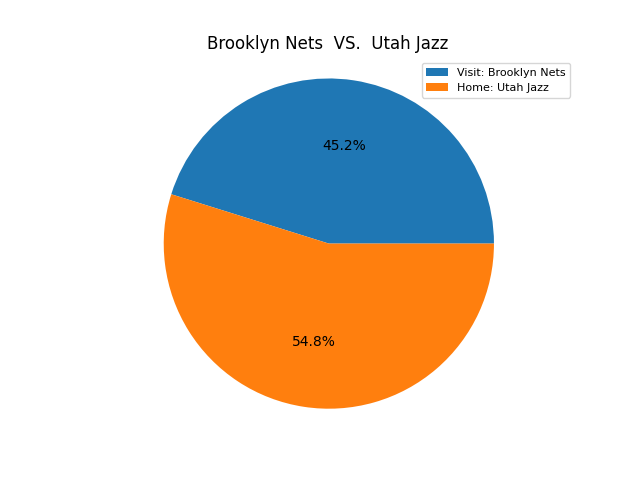 Brooklyn Nets  VS.  Utah Jazz
Visit: Brooklyn Nets
Home: Utah Jazz
45.2%
54.8%